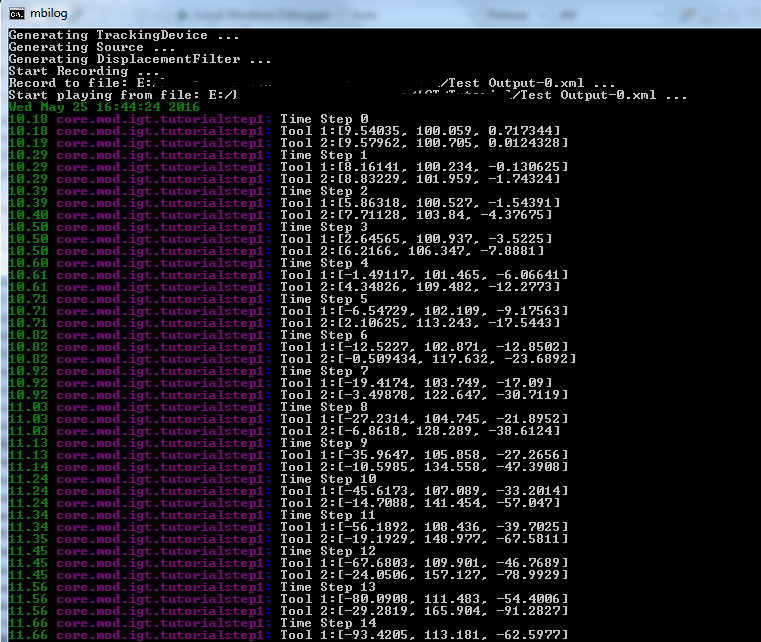 mbilog
Generating TrackingDevice ...
Generating Source ...
Generating DisplacementFilter ...
Start Recording ...
Record to file: E:/ /Test Output-0.xml ...
Start playing from file: E:/ /Test Output-0.xml ...
Wed May 25 16:44:24 2016
10.18 core.mod.igt.tutorialstep1: Time Step 0
10.18 core.mod.igt.tutorialstep1: Tool 1:[9.54035, 100.059, 0.717344]
10.19 core.mod.igt.tutorialstep1: Tool 2:[9.57962, 100.705, 0.0124328]
10.29 core.mod.igt.tutorialstep1: Time Step 1
10.29 core.mod.igt.tutorialstep1: Tool 1:[8.16141, 100.234, -0.130625]
10.29 core.mod.igt.tutorialstep1: Tool 2:[8.83229, 101.959, -1.74324]
10.39 core.mod.igt.tutorialstep1: Time Step 2
10.39 core.mod.igt.tutorialstep1: Tool 1:[5.86318, 100.527, -1.54391]
10.40 core.mod.igt.tutorialstep1: Tool 2:[7.71128, 103.84, -4.37675]
10.50 core.mod.igt.tutorialstep1: Time Step 3
10.50 core.mod.igt.tutorialstep1: Tool 1:[2.64565, 100.937, -3.5225]
10.50 core.mod.igt.tutorialstep1: Tool 2:[6.2166, 106.347, -7.8881]
10.60 core.mod.igt.tutorialstep1: Time Step 4
10.61 core.mod.igt.tutorialstep1: Tool 1:[-1.49117, 101.465, -6.06641]
10.61 core.mod.igt.tutorialstep1: Tool 2:[4.34826, 109.482, -12.2773]
10.71 core.mod.igt.tutorialstep1: Time Step 5
10.71 core.mod.igt.tutorialstep1: Tool 1:[-6.54729, 102.109, -9.17563]
10.71 core.mod.igt.tutorialstep1: Tool 2:[2.10625, 113.243, -17.5443]
10.82 core.mod.igt.tutorialstep1: Time Step 6
10.82 core.mod.igt.tutorialstep1: Tool 1:[-12.5227, 102.871, -12.8502]
10.82 core.mod.igt.tutorialstep1: Tool 2:[-0.509434, 117.632, -23.6892]
10.92 core.mod.igt.tutorialstep1: Time Step 7
10.92 core.mod.igt.tutorialstep1: Tool 1:[-19.4174, 103.749, -17.09]
10.92 core.mod.igt.tutorialstep1: Tool 2:[-3.49878, 122.647, -30.7119]
11.03 core.mod.igt.tutorialstep1: Time Step 8
11.03 core.mod.igt.tutorialstep1: Tool 1:[-27.2314, 104.745, -21.8952]
11.03 core.mod.igt.tutorialstep1: Tool 2:[-6.8618, 128.289, -38.6124]
11.13 core.mod.igt.tutorialstep1: Time Step 9
11.13 core.mod.igt.tutorialstep1: Tool 1:[-35.9647, 105.858, -27.2656]
11.14 core.mod.igt.tutorialstep1: Tool 2:[-10.5985, 134.558, -47.3908]
11.24 core.mod.igt.tutorialstep1: Time Step 10
11.24 core.mod.igt.tutorialstep1: Tool 1:[-45.6173, 107.089, -33.2014]
11.24 core.mod.igt.tutorialstep1: Tool 2:[-14.7088, 141.454, -57.047]
11.34 core.mod.igt.tutorialstep1: Time Step 11
11.34 core.mod.igt.tutorialstep1: Tool 1:[-56.1892, 108.436, -39.7025]
11.35 core.mod.igt.tutorialstep1: Tool 2:[-19.1929, 148.977, -67.5811]
11.45 core.mod.igt.tutorialstep1: Time Step 12
11.45 core.mod.igt.tutorialstep1: Tool 1:[-67.6803, 109.901, -46.7689]
11.45 core.mod.igt.tutorialstep1: Tool 2:[-24.0506, 157.127, -78.9929]
11.56 core.mod.igt.tutorialstep1: Time Step 13
11.56 core.mod.igt.tutorialstep1: Tool 1:[-80.0908, 111.483, -54.4006]
11.56 core.mod.igt.tutorialstep1: Tool 2:[-29.2819, 165.904, -91.2827]
11.66 core.mod.igt.tutorialstep1: Time Step 14
11.66 core.mod.igt.tutorialstep1: Tool 1:[-93.4205, 113.181, -62.5977]